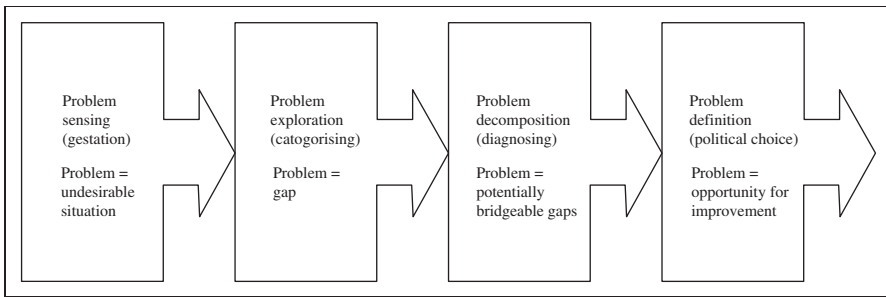 Problem
sensing
(gestation)
Problem =
undesirable
situation
Problem
exploration
(catogorising)
Problem =
gap
Problem
decomposition
(diagnosing)
Problem =
potentially
bridgeable gaps
Problem
definition
(political choice)
Problem =
opportunity for
improvement